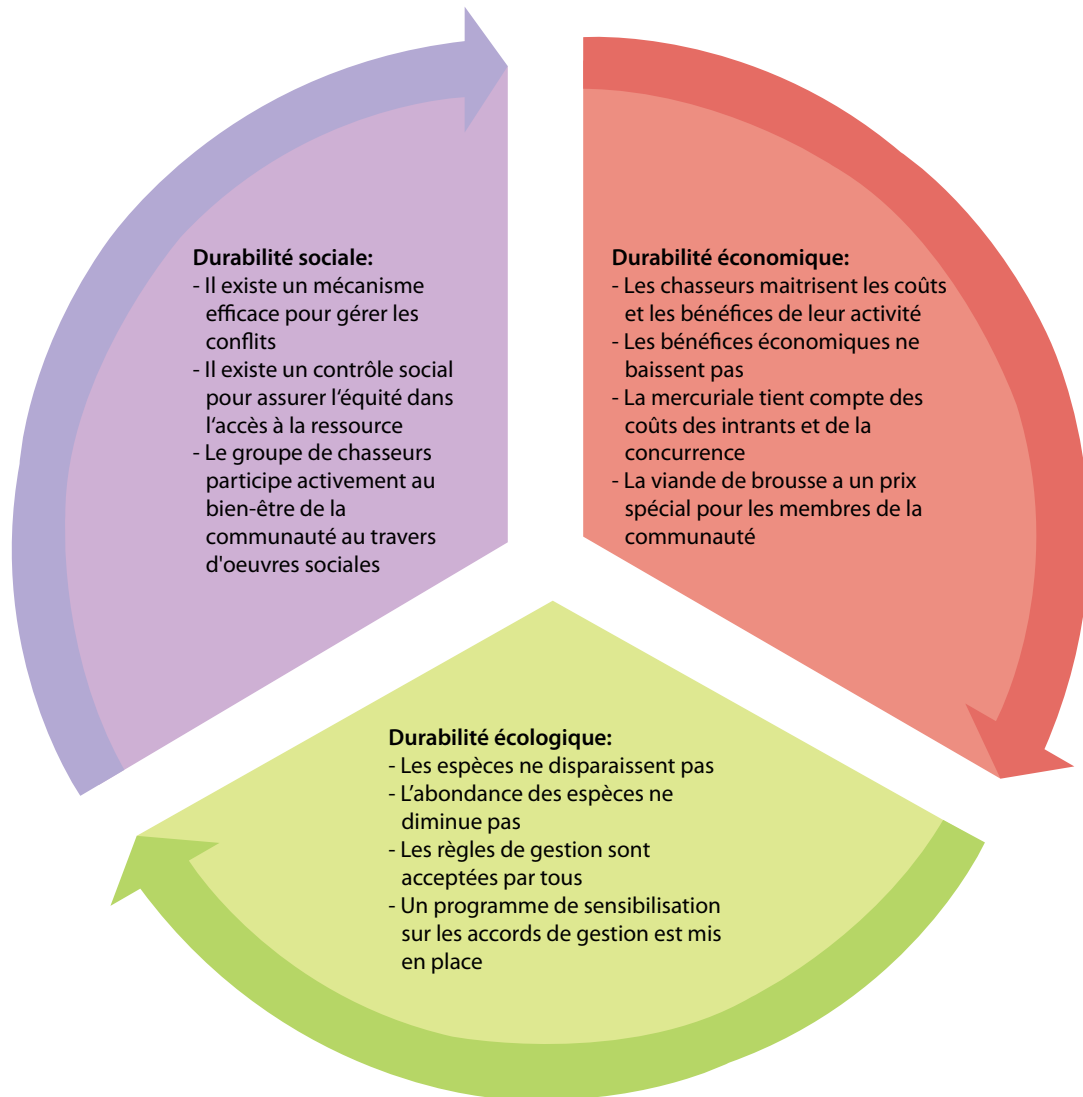 Durabilité sociale:
- Il existe un mécanisme
efficace pour gérer les
conflits
- Il existe un contrôle social
pour assurer l‘équité dans
l’accès à la ressource
- Le groupe de chasseurs
participe activement au
bien-être de la
communauté au travers
d'oeuvres sociales
Durabilité économique:
- Les chasseurs maitrisent les coûts
et les bénéfices de leur activité
- Les bénéfices économiques ne
baissent pas
- La mercuriale tient compte des
coûts des intrants et de la
concurrence
- La viande de brousse a un prix
spécial pour les membres de la
communauté
Durabilité écologique:
- Les espèces ne disparaissent pas
- L’abondance des espèces ne
diminue pas
- Les règles de gestion sont
acceptées par tous
- Un programme de sensibilisation
sur les accords de gestion est mis
en place